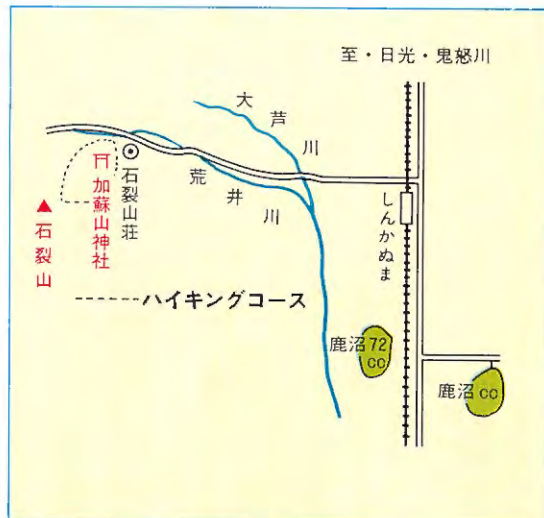 至・日光・鬼怒川
大芦川
荒井川
しんかぬま
石裂山荘
加蘇山神社
石裂山
ハイキングコース
鹿沼72
CC
鹿沼CC